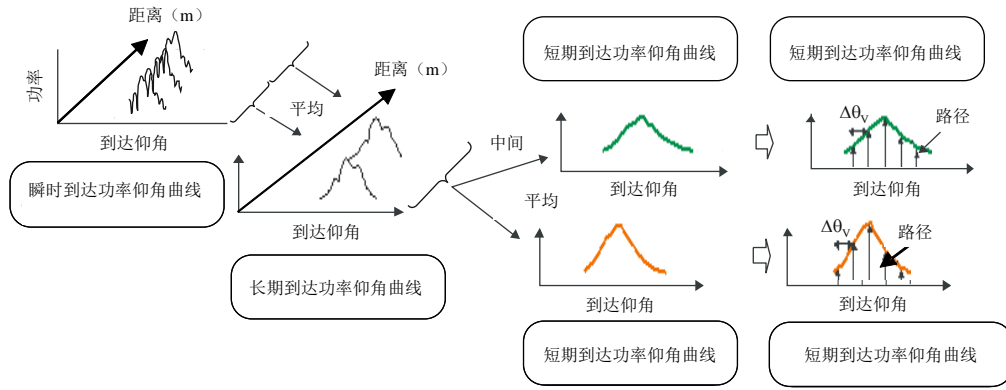 距离（m）
功率
到达仰角
平均
瞬时到达功率仰角曲线
距离（m）
到达仰角
长期到达功率仰角曲线
中间
平均
短期到达功率仰角曲线
到达仰角
到达仰角
短期到达功率仰角曲线
短期到达功率仰角曲线
Δθv
路径
到达仰角
Δθv
路径
到达仰角
短期到达功率仰角曲线